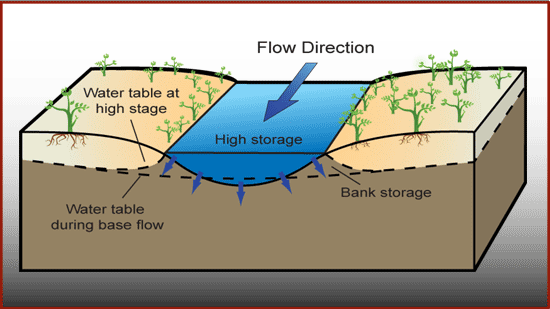 Flow Direction
Water table at
high stage
High storage
Bank storage
Water table
during base flow